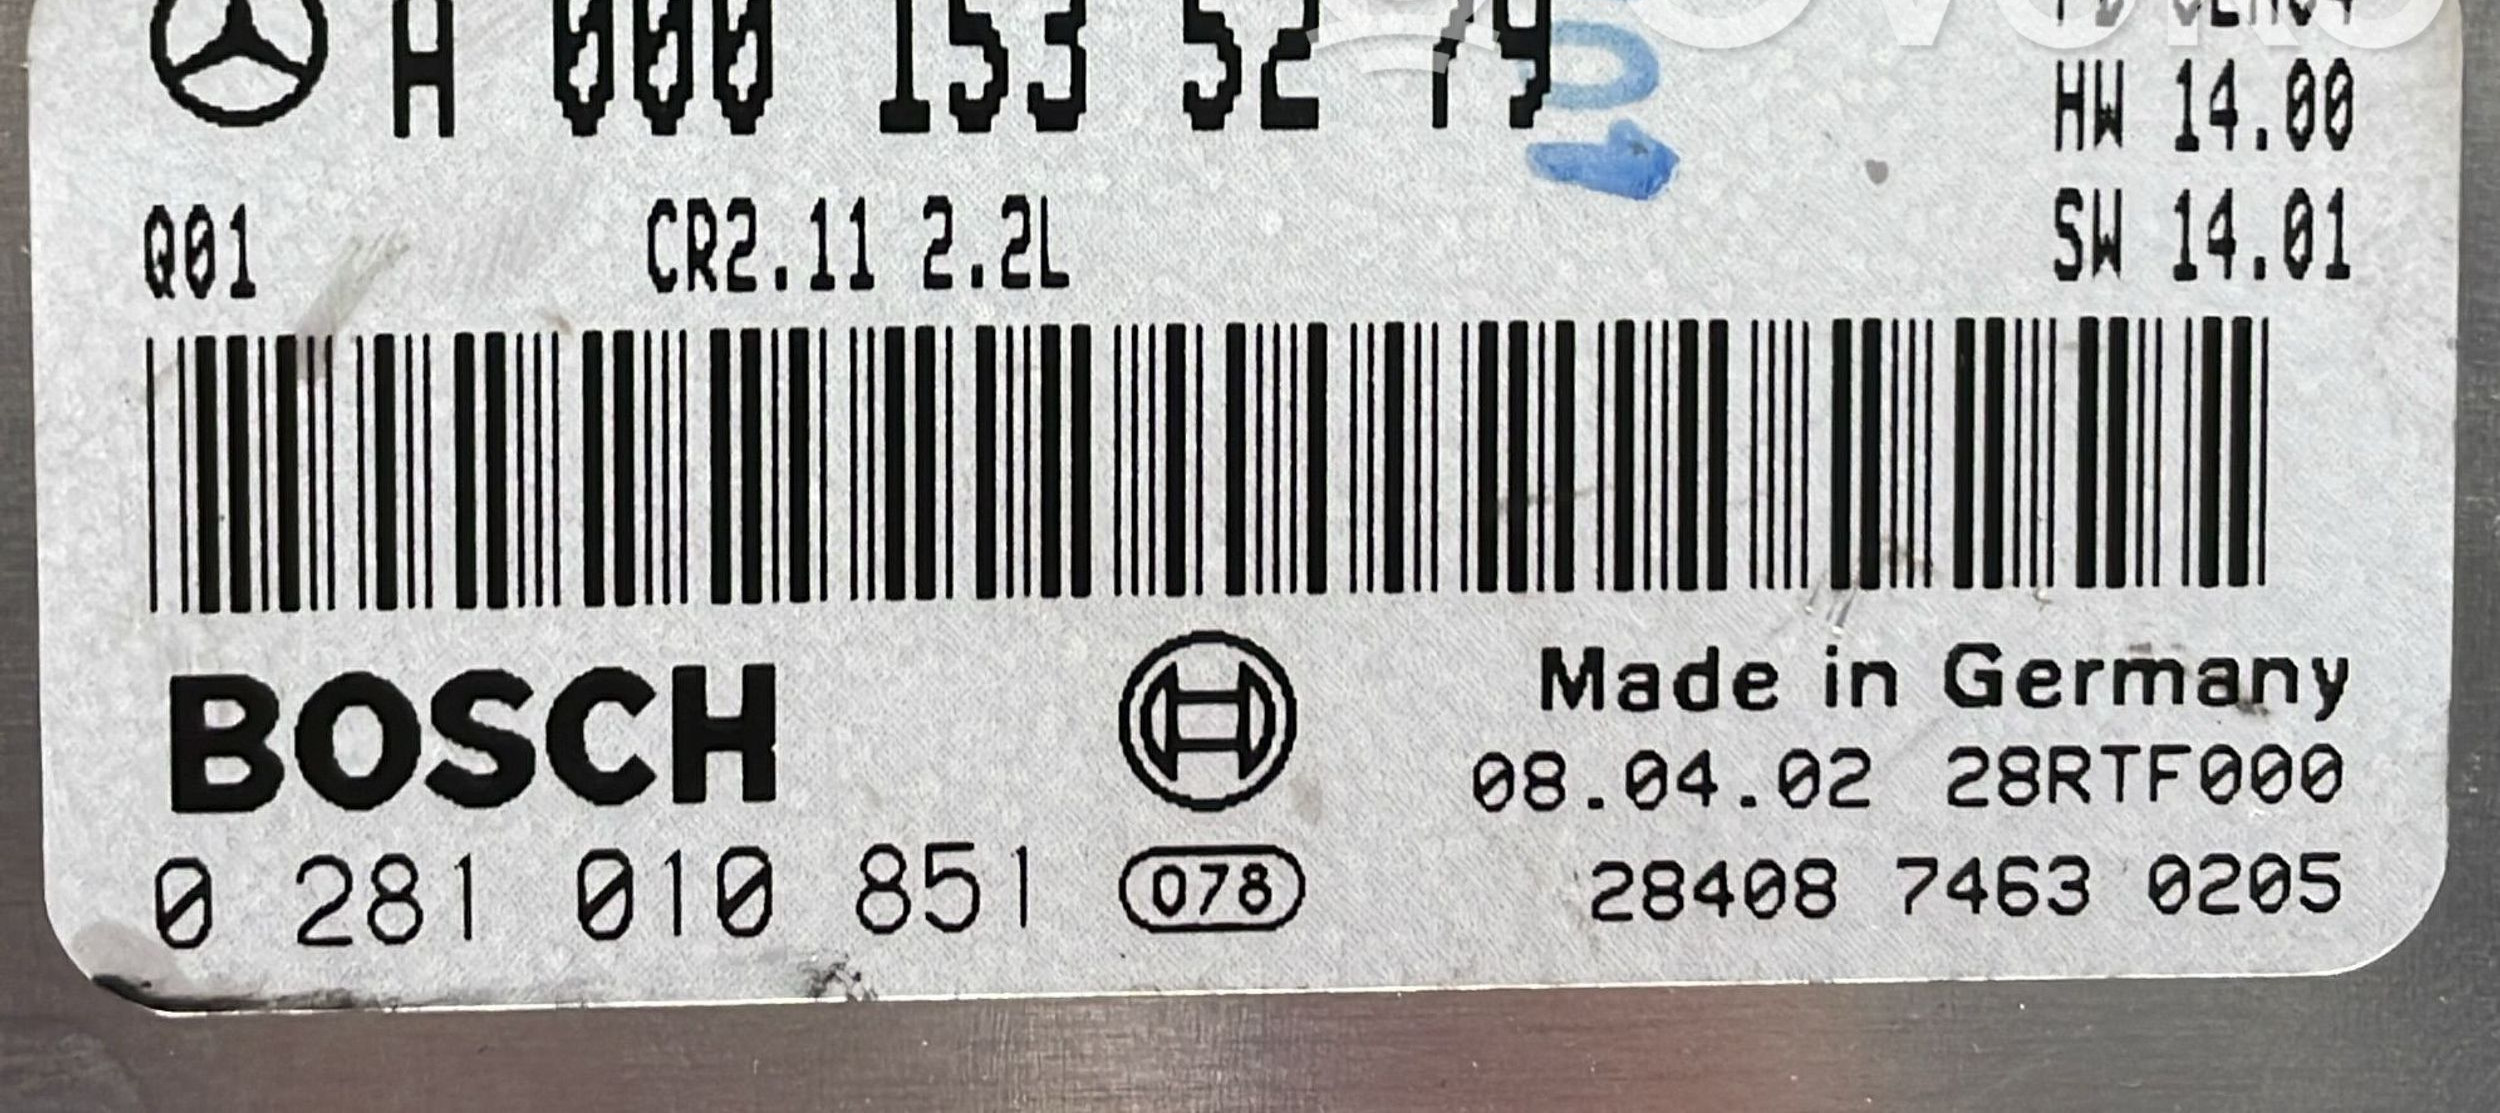 A 000 153 52 79
HW 14.00
SW 14.01
Q01 CR2.11 2.2L
BOSCH
Made in Germany
08.04.02 28RTF000
0 281 010 851 078
28408 7463 0205